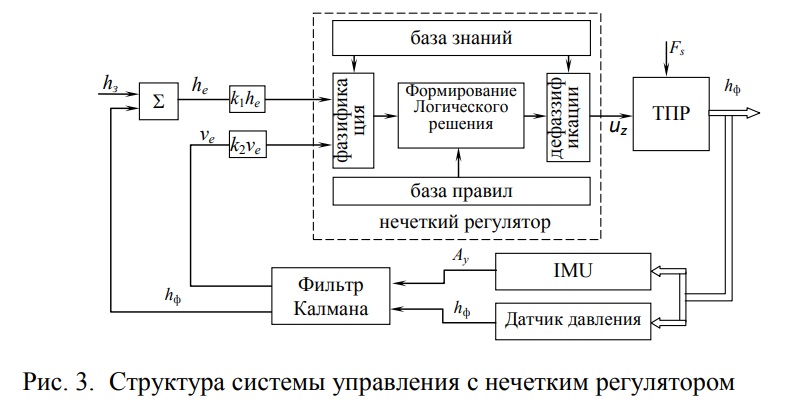 база знаний
Fs
hз
he
hф
Σ
k1he
фазифика
ция
Формирование
Логического
решения
дефаззиф
икации
ТПР
uz
ve
k2ve
база правил
нечеткий регулятор
Ay
IMU
Фильтр
Калмана
hф
hф
Датчик давления
Рис. 3. Структура системы управления с нечетким регулятором